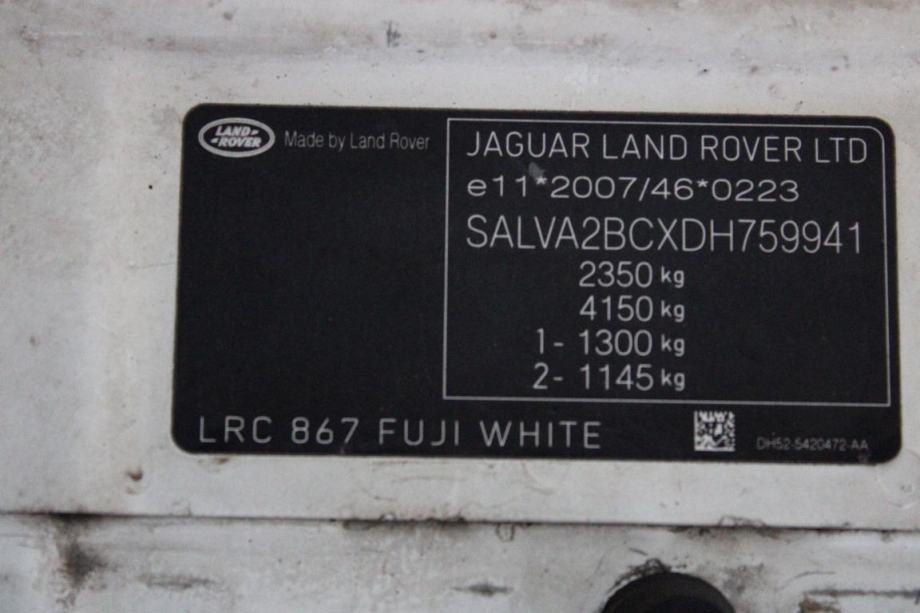 LAND-
-ROVER
Made by Land Rover
JAGUAR LAND ROVER LTD
e11*2007/46*0223
SALVA2BCXDH759941
2350 kg
4150 kg
1- 1300 kg
2- 1145 kg
LRC 867 FUJI WHITE
DH52-5420472-AA